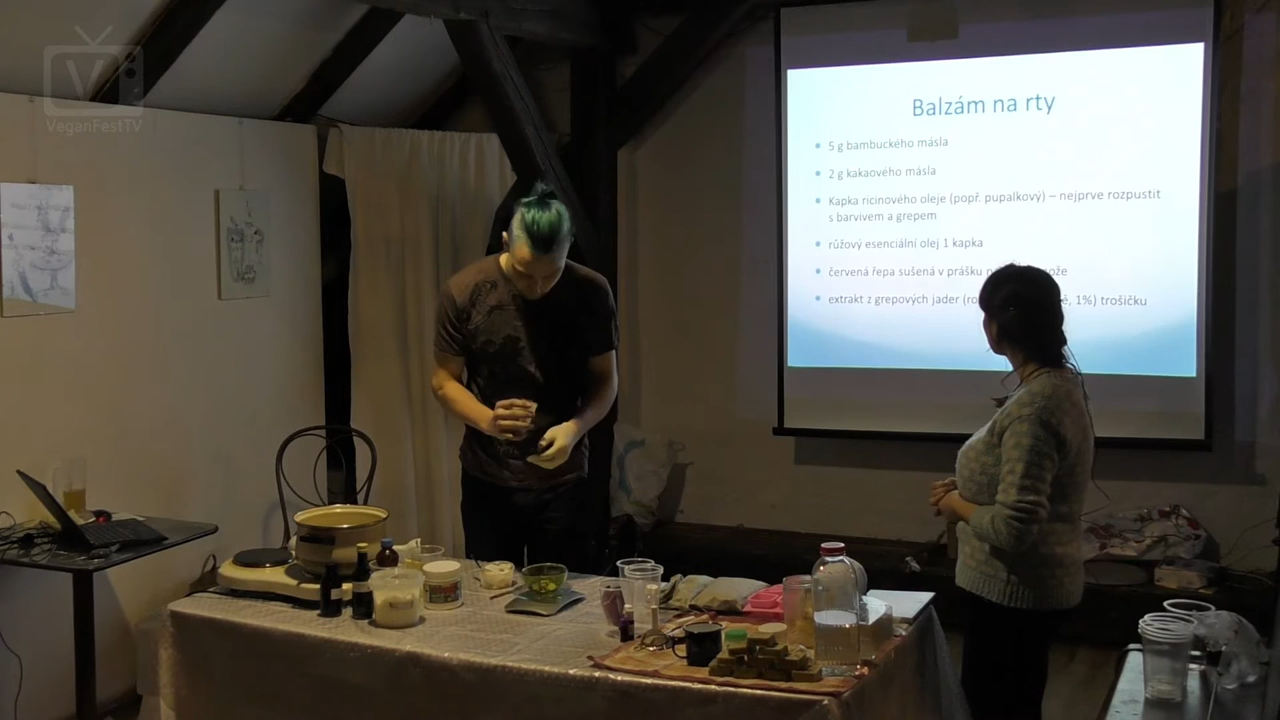 VeganFestTV
Balzám na rty
5 g bambuckého másla
2 g kakaového másla
Kapka ricinového oleje (popř. pupalkový) – nejprve rozpustit
s barvivem a grepem
růžový esenciální olej 1 kapka
červená řepa sušená v prášku
extrakt z grepových jader 1%) trošičku